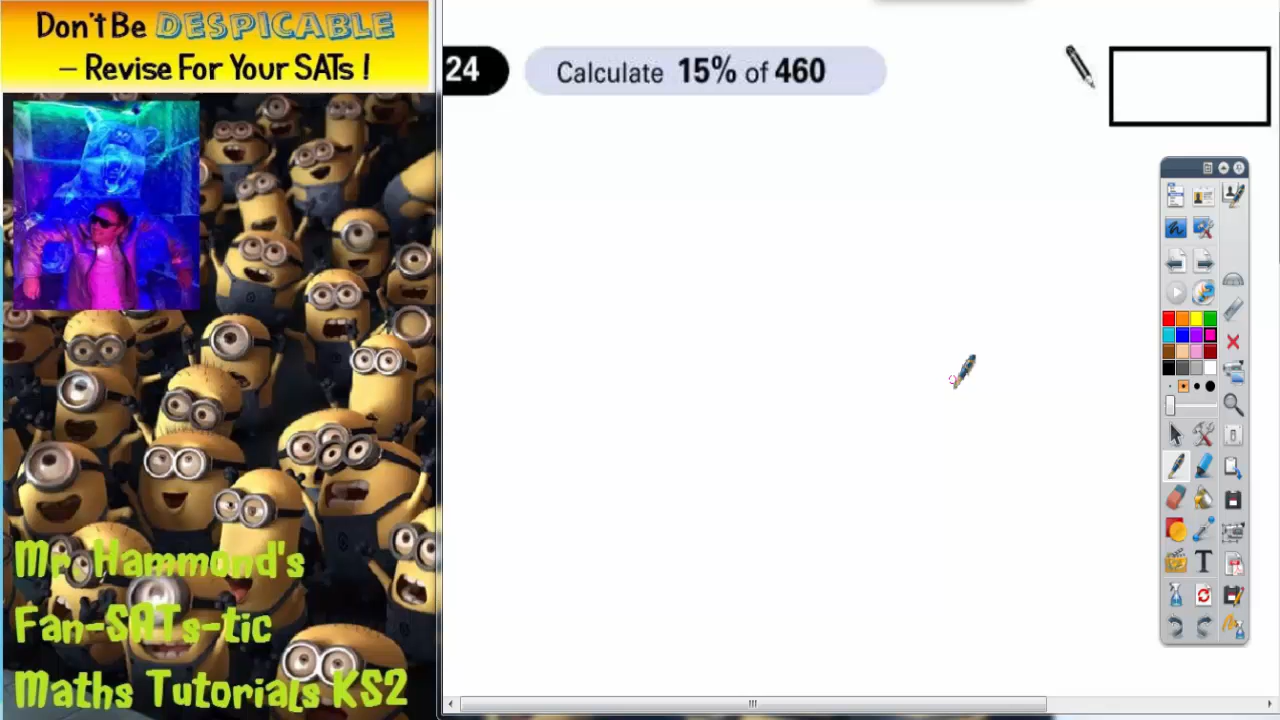 Don't Be DESPICABLE
– Revise For Your SATs !
24 Calculate 15% of 460
Mr Hammond's
Fan-SATs-tic
Maths Tutorials KS2
T